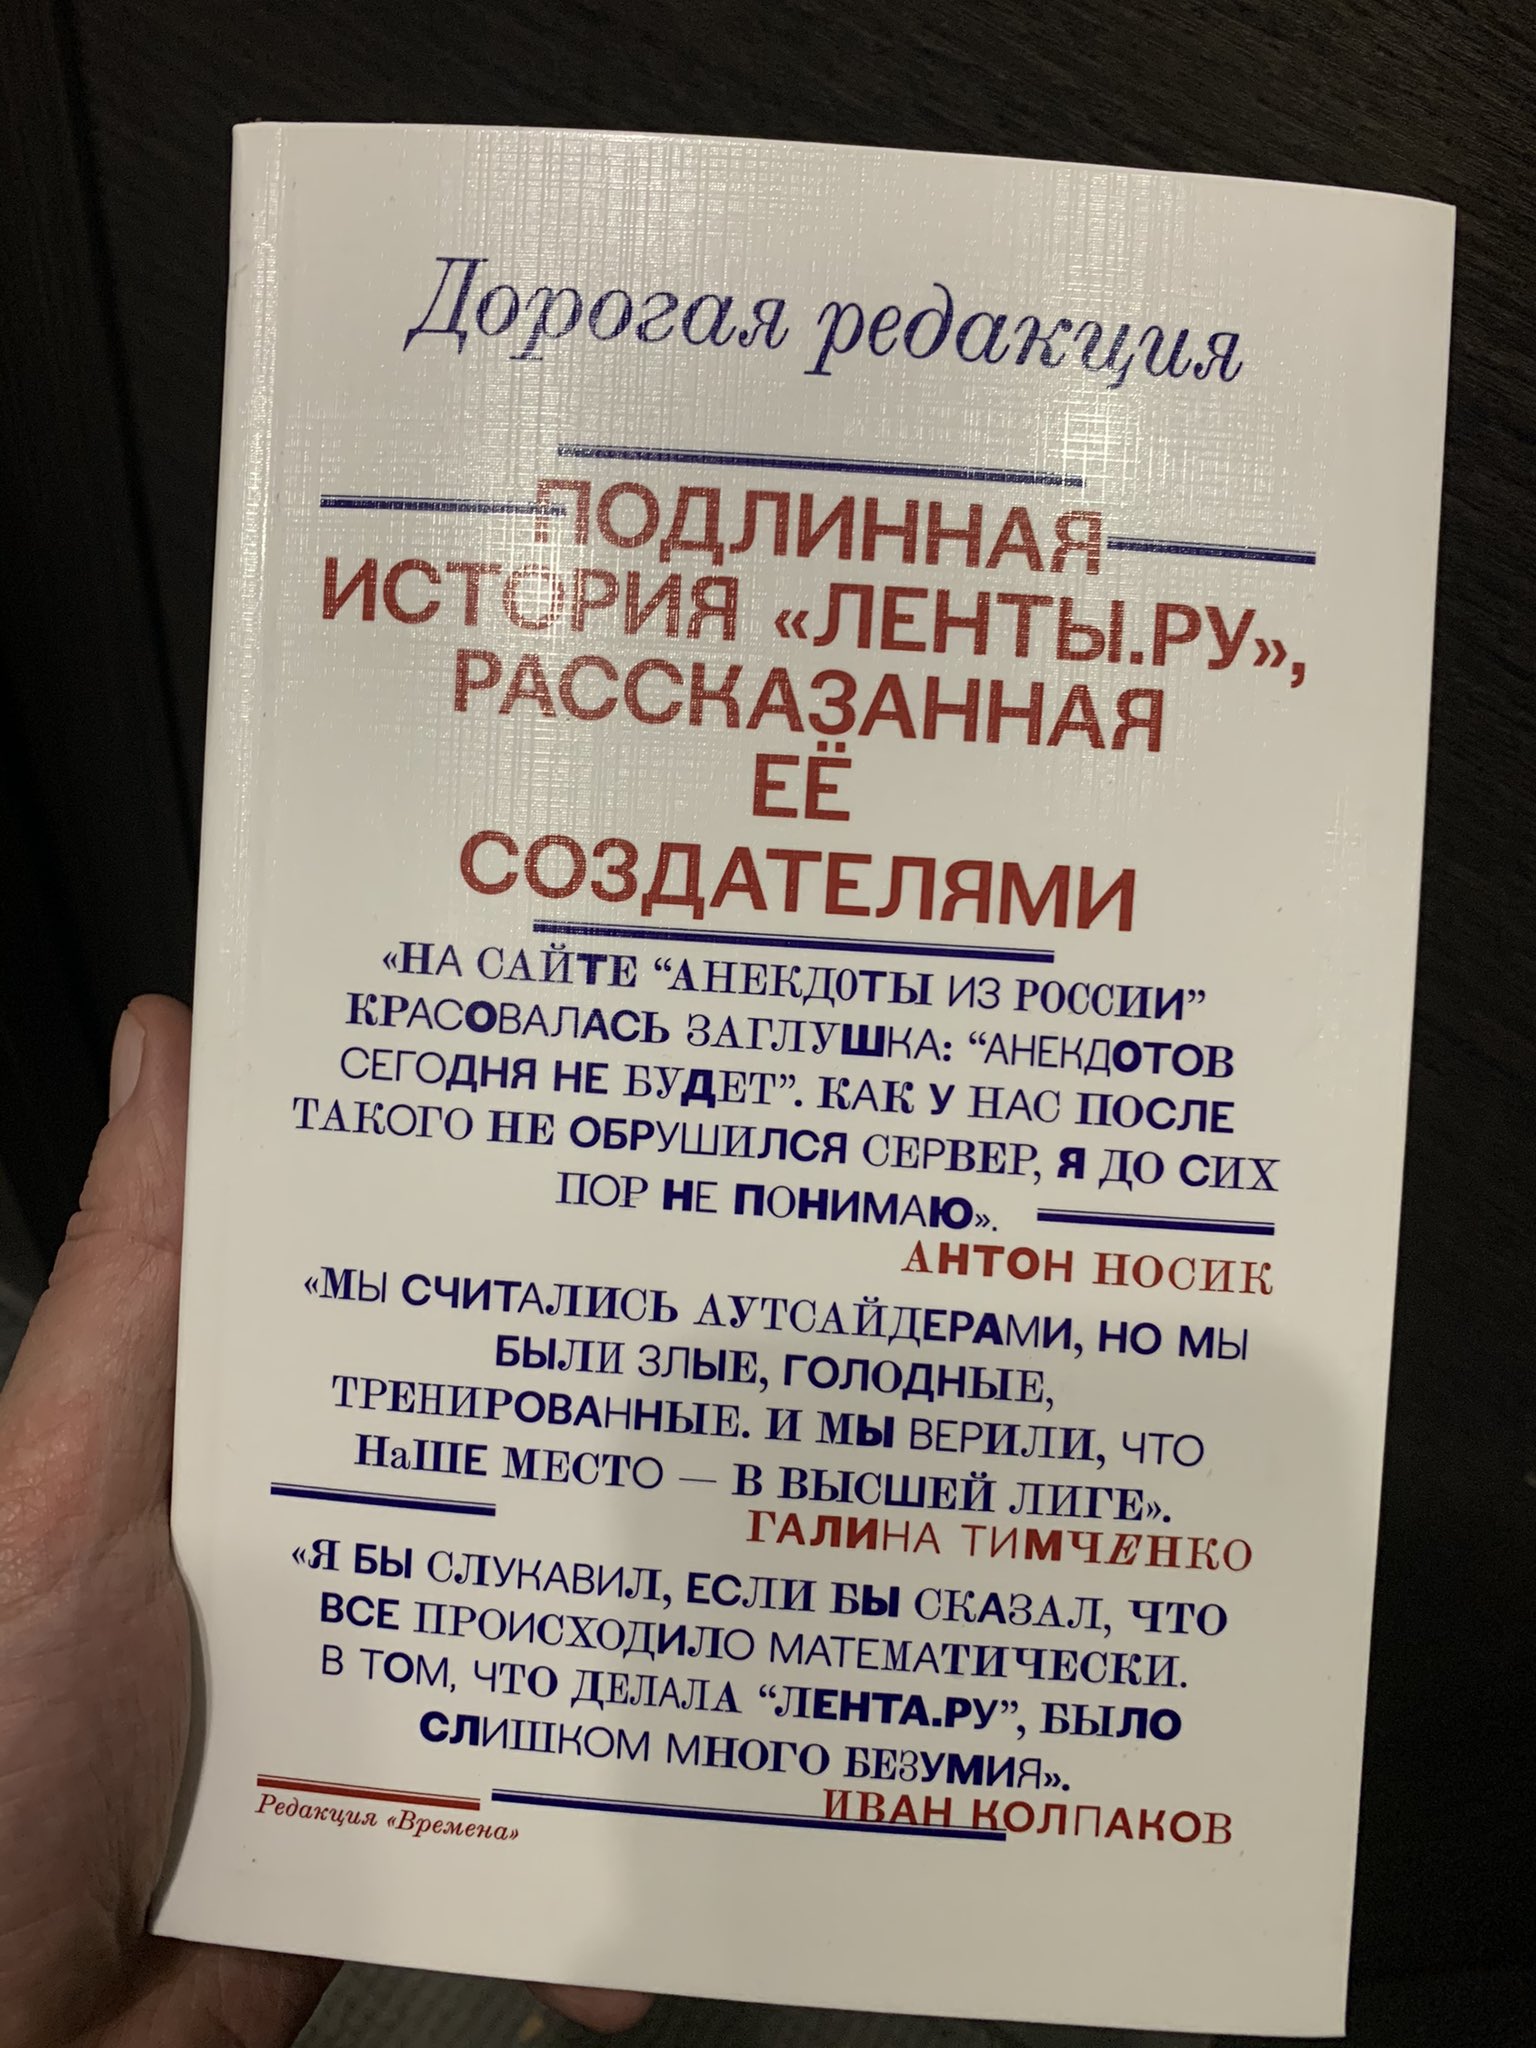 Дорогая редакция
ПОДЛИННАЯ
ИСТОРИЯ «ЛЕНТЫ.РУ»,
РАССКАЗАННАЯ
ЕЁ
СОЗДАТЕЛЯМИ
«НА САЙТЕ “АНЕКДОТЫ ИЗ РОССИИ”
КРАСОВАЛАСЬ ЗАГЛУШКА: “АНЕКДОТОВ
СЕГОДНЯ НЕ БУДЕТ”. КАК У НАС ПОСЛЕ
ТАКОГО НЕ ОБРУШИЛСЯ СЕРВЕР, Я ДО СИХ
ПОР НЕ ПОНИМАЮ».
АНТОН НОСИК
«МЫ СЧИТАЛИСЬ АУТСАЙДЕРАМИ, НО МЫ
БЫЛИ ЗЛЫЕ, ГОЛОДНЫЕ,
ТРЕНИРОВАННЫЕ. И МЫ ВЕРИЛИ, ЧТО
НаШЕ МЕСТО — В ВЫСШЕЙ ЛИГЕ».
ГАЛИНА ТИМЧЕНКО
«Я БЫ СЛУКАВИЛ, ЕСЛИ БЫ СКАЗАЛ, ЧТО
ВСЕ ПРОИСХОДИЛО МАТЕМАТИЧЕСКИ.
В ТОМ, ЧТО ДЕЛАЛА “ЛЕНТА.РУ”, БЫЛО
СЛИШКОМ МНОГО БЕЗУМИЯ».
ИВАН КОЛПАКОВ
Редакция «Времена»